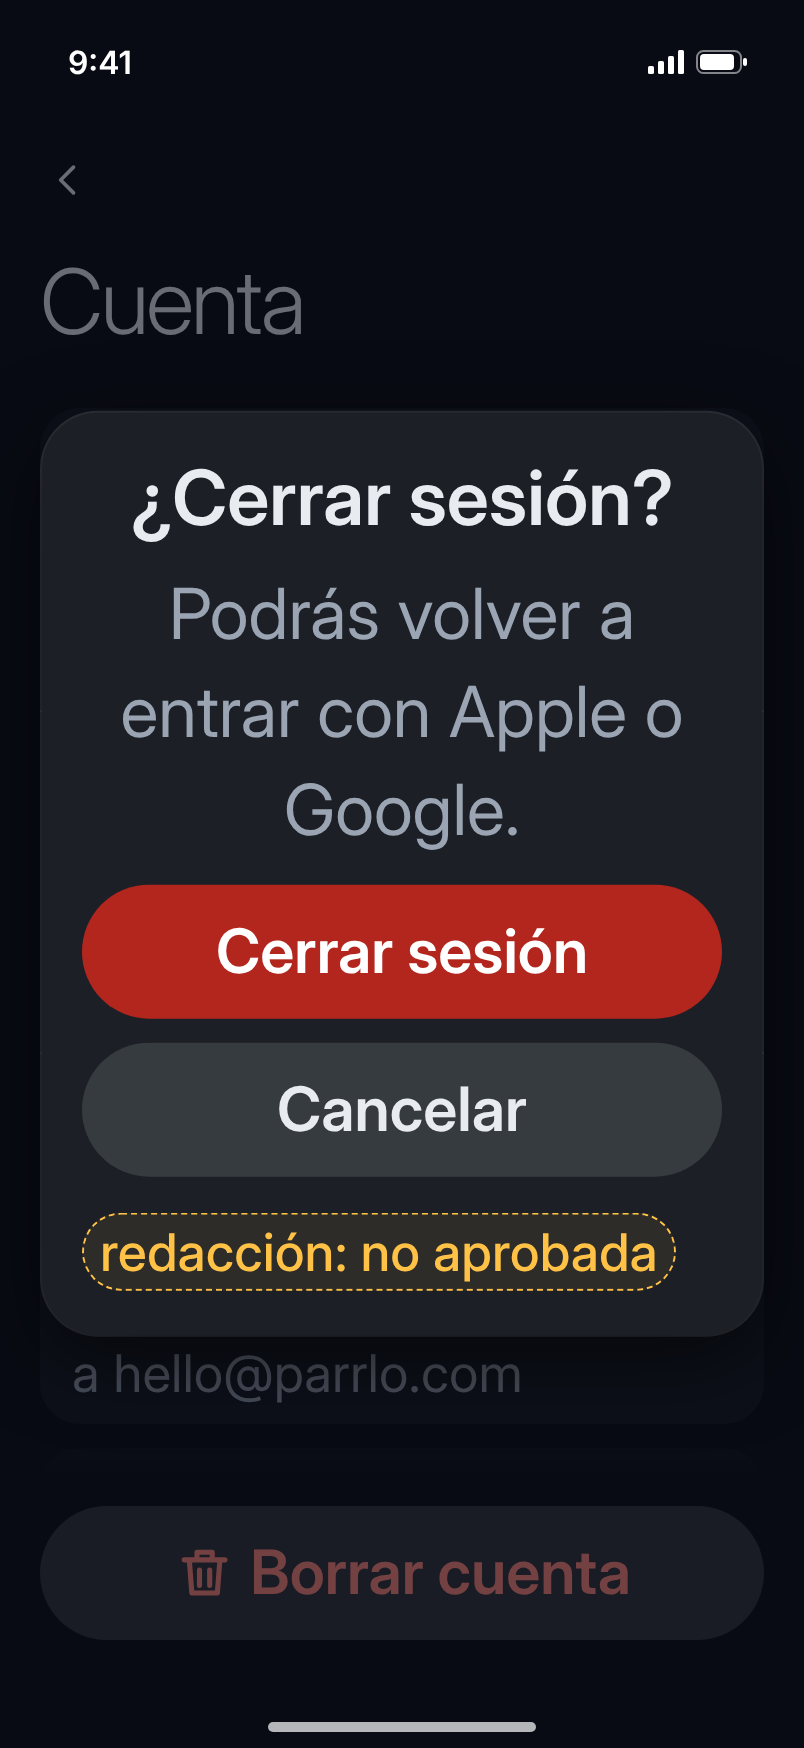 9:41
Cuenta
¿Cerrar sesión?
Podrás volver a
entrar con Apple o
Google.
Cerrar sesión
Cancelar
redacción: no aprobada
a hello@parrlo.com
Borrar cuenta